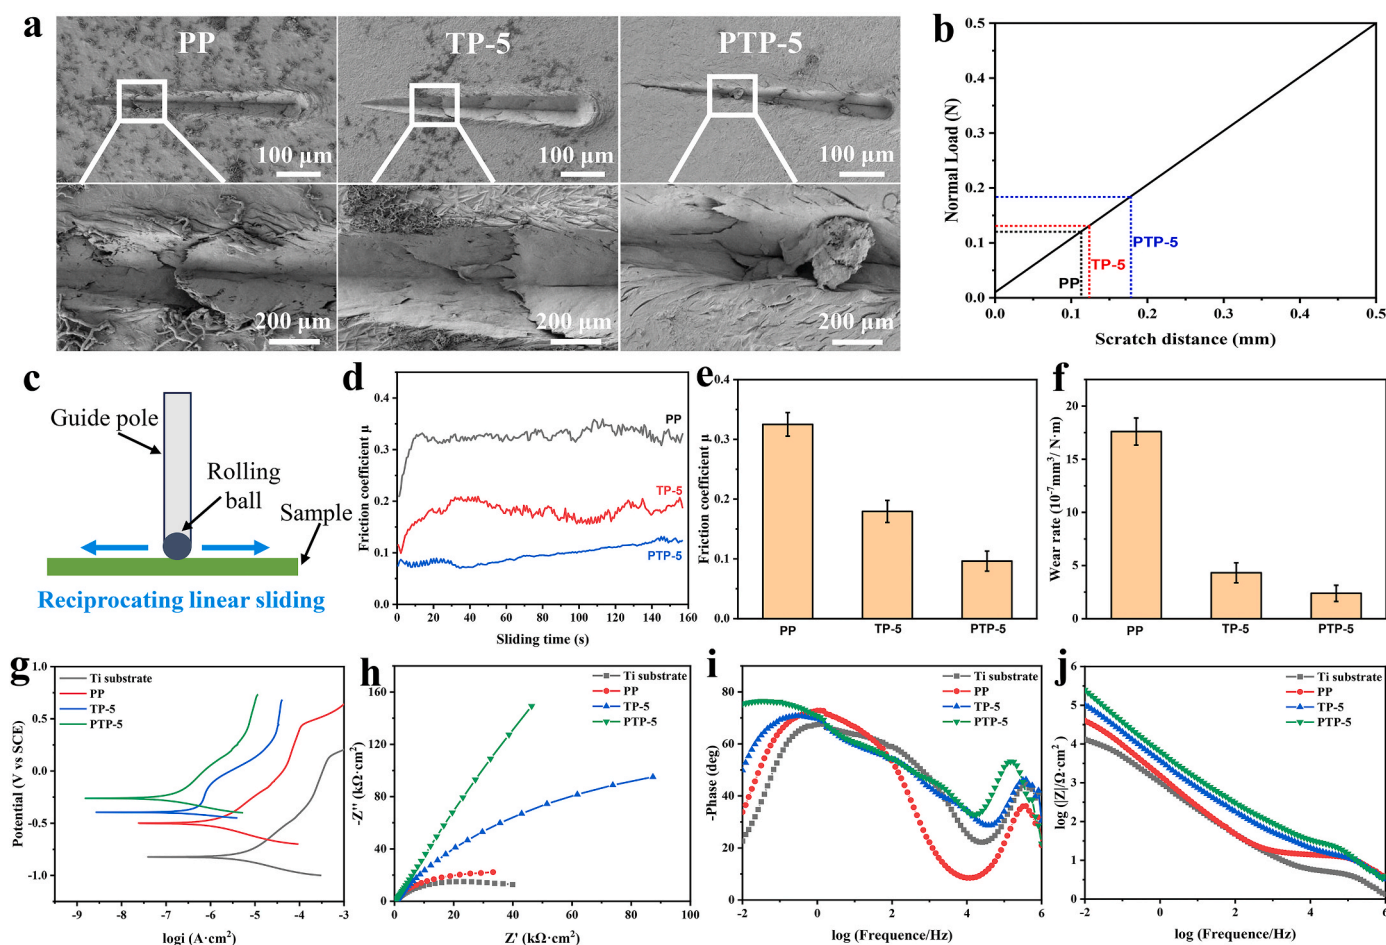 a
PP
TP-5
PTP-5
100 μm
100 μm
100 μm
200 μm
200 μm
200 μm
b
Normal Load (N)
0.5
0.4
0.3
0.2
0.1
0.0
PTP-5
TP-5
PP
0.0 0.1 0.2 0.3 0.4 0.5
Scratch distance (mm)
c
Guide pole
Rolling
ball
Sample
Reciprocating linear sliding
d
Friction coefficient μ
0.4
0.3
0.2
0.1
0.0
PP
TP-5
PTP-5
0 20 40 60 80 100 120 140 160
Sliding time (s)
e
Friction coefficient μ
0.4
0.3
0.2
0.1
0.0
PP TP-5 PTP-5
f
Wear rate (10⁻⁷mm³/ N·m)
20
15
10
5
0
PP TP-5 PTP-5
g
Potential (V vs SCE)
1.0
0.5
0.0
-0.5
-1.0
Ti substrate
PP
TP-5
PTP-5
-9 -8 -7 -6 -5 -4 -3
logi (A·cm²)
h
-Z'' (kΩ·cm²)
160
120
80
40
0
Ti substrate
PP
TP-5
PTP-5
0 20 40 60 80 100
Z' (kΩ·cm²)
i
-Phase (deg)
80
60
40
20
0
Ti substrate
PP
TP-5
PTP-5
-2 0 2 4 6
log (Frequency/Hz)
j
log (|Z|/Ω·cm²)
6
5
4
3
2
1
0
Ti substrate
PP
TP-5
PTP-5
-2 0 2 4 6
log (Frequency/Hz)